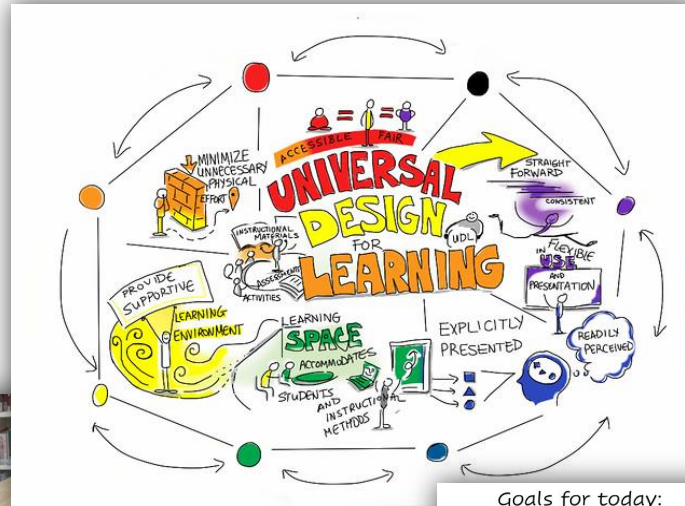 ACCESSIBLE FAIR
UNIVERSAL
DESIGN
FOR
LEARNING
UDL
MINIMIZE
UNNECESSARY
PHYSICAL
EFFORT
INSTRUCTIONAL
MATERIALS
ASSESSMENTS
ACTIVITIES
STRAIGHT
FORWARD
CONSISTENT
FLEXIBLE
IN USE
AND
PRESENTATION
READILY
PERCEIVED
EXPLICITLY
PRESENTED
LEARNING
SPACE
ACCOMMODATES
STUDENTS
AND
INSTRUCTIONAL
METHODS
PROVIDE
SUPPORTIVE
LEARNING
ENVIRONMENT
Goals for today: